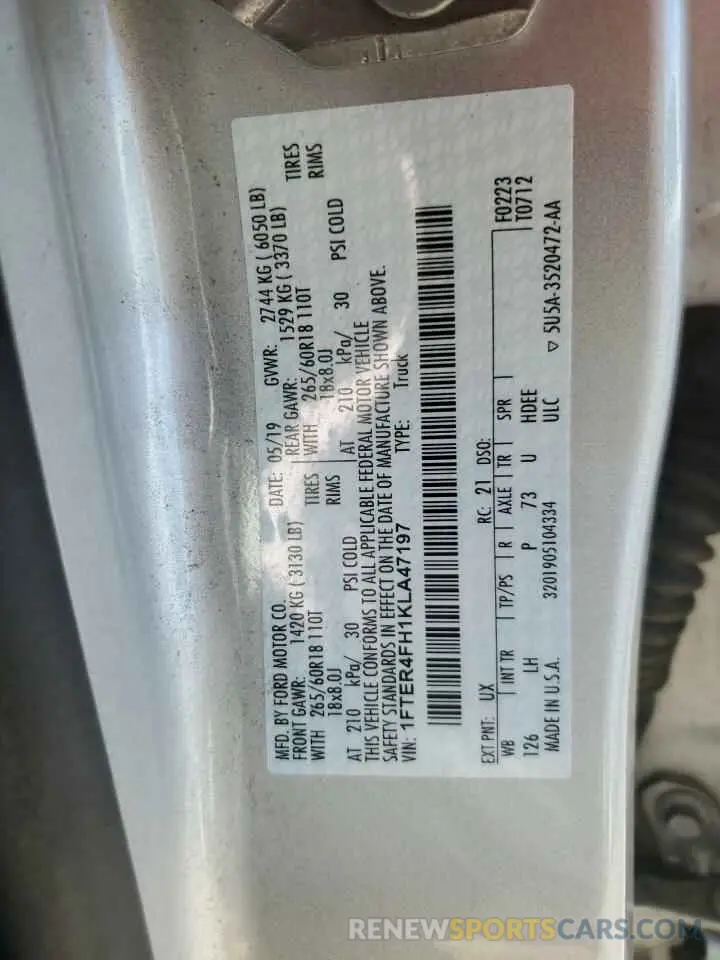 MFD. BY FORD MOTOR CO.
DATE: 05/19 GVWR: 2744 KG ( 6050 LB)
FRONT GAWR: 1420 KG ( 3130 LB) REAR GAWR: 1529 KG ( 3370 LB)
WITH 265/60R18 110T TIRES WITH 265/60R18 110T TIRES
18x8.0J RIMS 18x8.0J RIMS
AT 210 kPa/ 30 PSI COLD AT 210 kPa/ 30 PSI COLD
THIS VEHICLE CONFORMS TO ALL APPLICABLE FEDERAL MOTOR VEHICLE
SAFETY STANDARDS IN EFFECT ON THE DATE OF MANUFACTURE SHOWN ABOVE.
VIN: 1FTER4FH1KLA47197 TYPE: Truck
F0223
T0712
EXT PNT: UX RC: 21 DSO:
WB INT TR TP/PS R AXLE TR SPR
126 LH P 73 U HDEE
ULC
MADE IN U.S.A. 3201905104334 ▽ 5U5A-3520472-AA
RENEWSPORTSCARS.COM